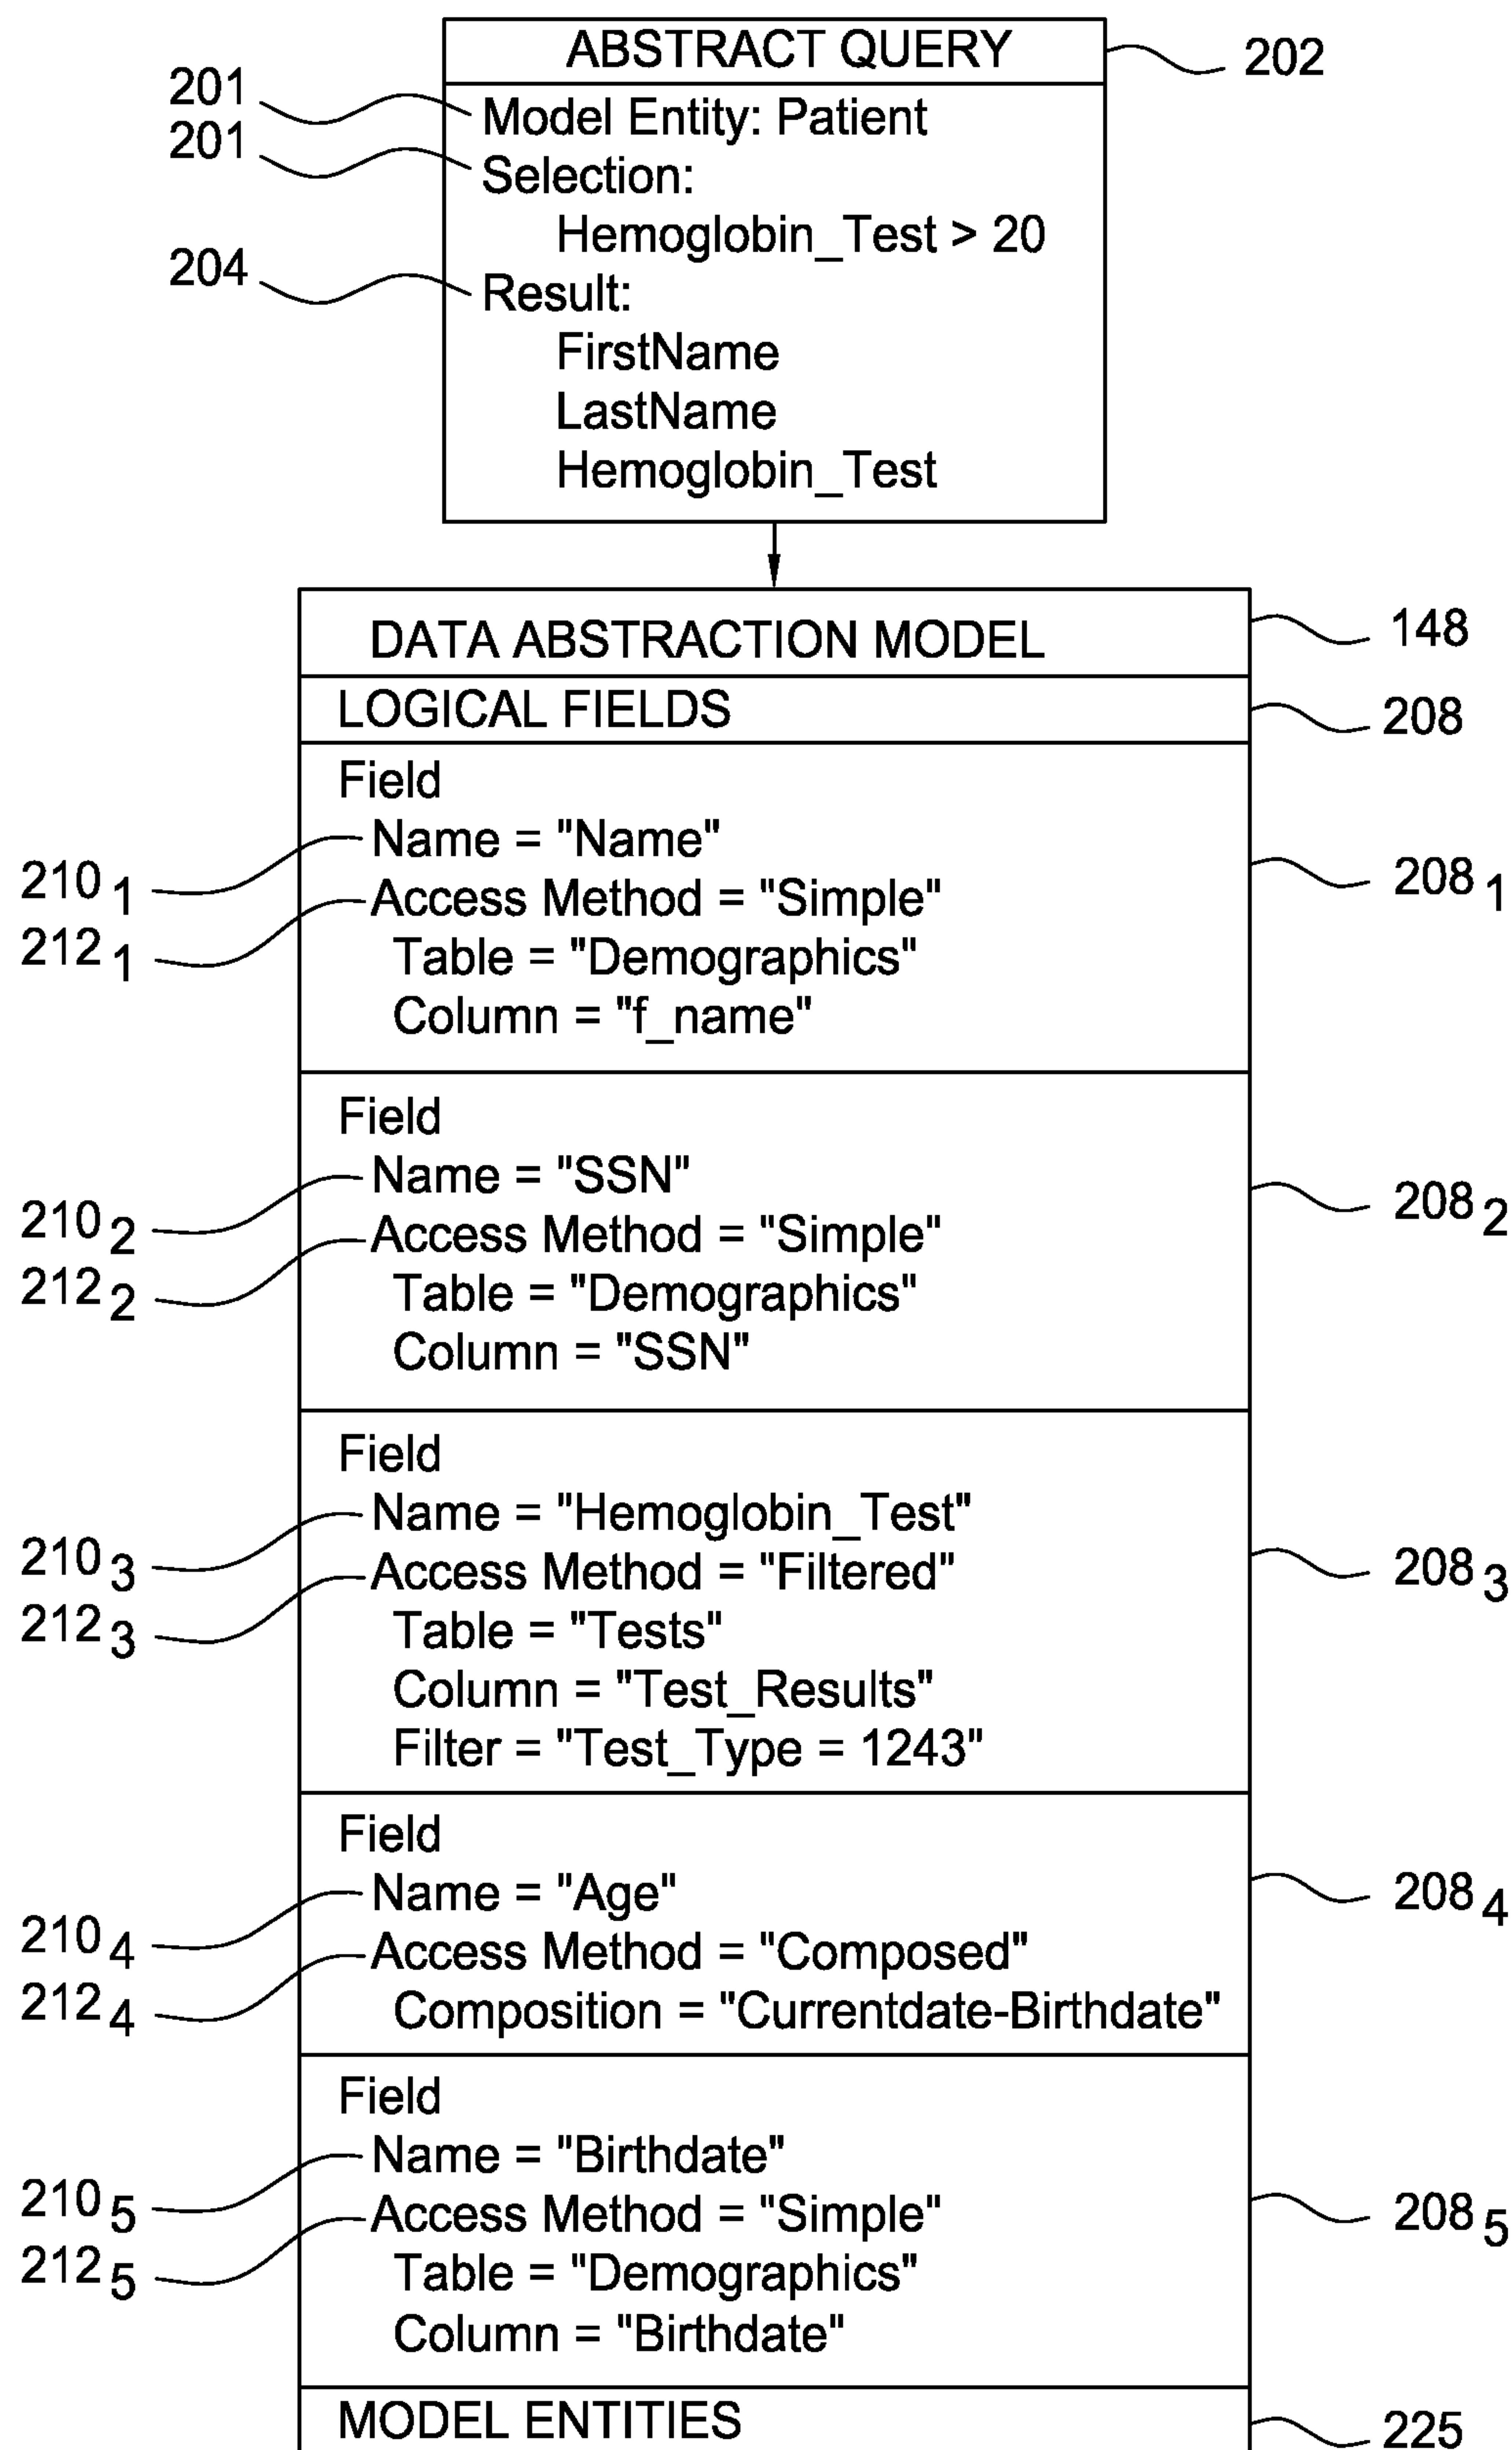 ABSTRACT QUERY
202
201
Model Entity: Patient
201
Selection:
Hemoglobin_Test > 20
204
Result:
FirstName
LastName
Hemoglobin_Test
DATA ABSTRACTION MODEL
148
LOGICAL FIELDS
208
Field
Name = "Name"
210 1
208 1
Access Method = "Simple"
212 1
Table = "Demographics"
Column = "f_name"
Field
Name = "SSN"
210 2
208 2
Access Method = "Simple"
212 2
Table = "Demographics"
Column = "SSN"
Field
Name = "Hemoglobin_Test"
210 3
208 3
Access Method = "Filtered"
212 3
Table = "Tests"
Column = "Test_Results"
Filter = "Test_Type = 1243"
Field
Name = "Age"
210 4
208 4
Access Method = "Composed"
212 4
Composition = "Currentdate-Birthdate"
Field
Name = "Birthdate"
210 5
208 5
Access Method = "Simple"
212 5
Table = "Demographics"
Column = "Birthdate"
MODEL ENTITIES
225